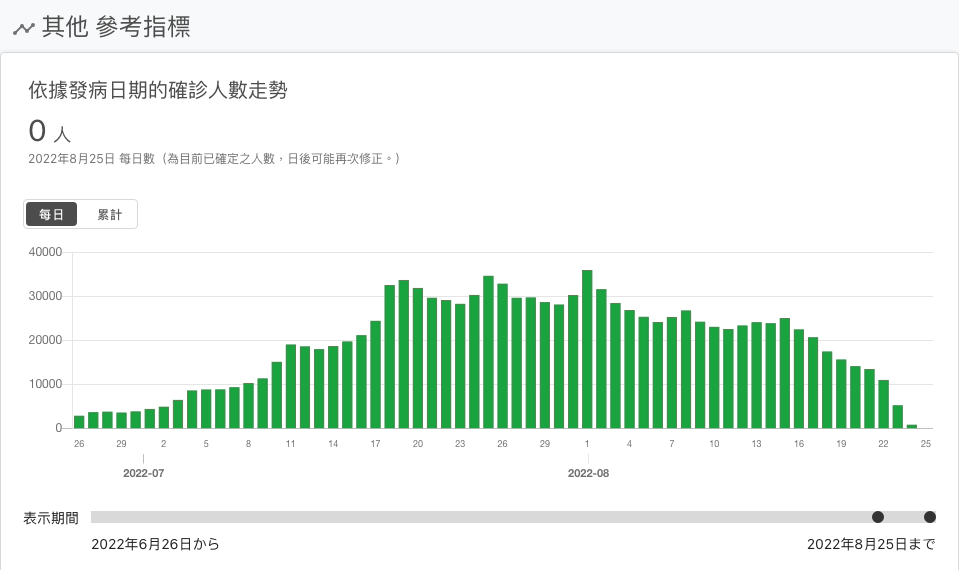 其他 參考指標
依據發病日期的確診人數走勢
0 人
2022年8月25日 每日數（為目前已確定之人數，日後可能再次修正。）
每日 累計
40000
30000
20000
10000
0
26 29 2 5 8 11 14 17 20 23 26 29 1 4 7 10 13 16 19 22 25
2022-07 2022-08
表示期間
2022年6月26日から 2022年8月25日まで